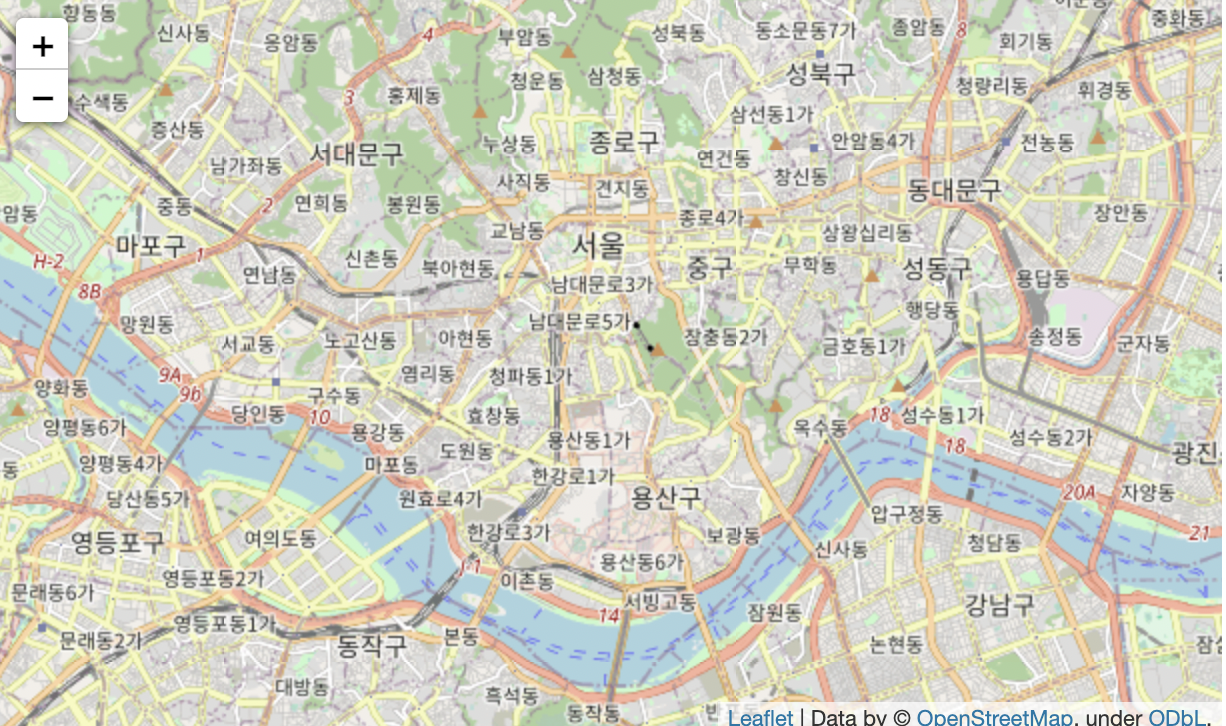 향동동
신사동
응암동
4
부암동
성북동
동소문동7가
종암동
8
회기동
중화동
+
−
수색동
3
홍제동
청운동
삼청동
성북구
청량리동
휘경동
증산동
남가좌동
서대문구
누상동
종로구
삼선동1가
연건동
안암동4가
전농동
중동
2
연희동
봉원동
사직동
견지동
창신동
동대문구
암동
마포구
1
교남동
서울
종로4가
상왕십리동
장안동
H-2
8B
연남동
신촌동
북아현동
남대문로3가
중구
무학동
성동구
용답동
망원동
서교동
노고산동
아현동
남대문로5가
장충동2가
행당동
금호동1가
송정동
군자동
양화동
9A
9b
당인동
구수동
10
염리동
청파동1가
양평동6가
용강동
효창동
용산동1가
옥수동
18
성수동1가
성수동2가
18
광진
동
양평동4가
마포동
도원동
한강로1가
당산동5가
원효로4가
용산구
20A
자양동
영등포구
여의도동
한강로3가
보광동
압구정동
신사동
청담동
21
문래동6가
영등포동2가
1
이촌동
용산동6가
서빙고동
14
잠원동
강남구
문래동2가
영등포동1가
동작구
본동
논현동
대방동
흑석동
동작동
Leaflet | Data by © OpenStreetMap, under ODbL.